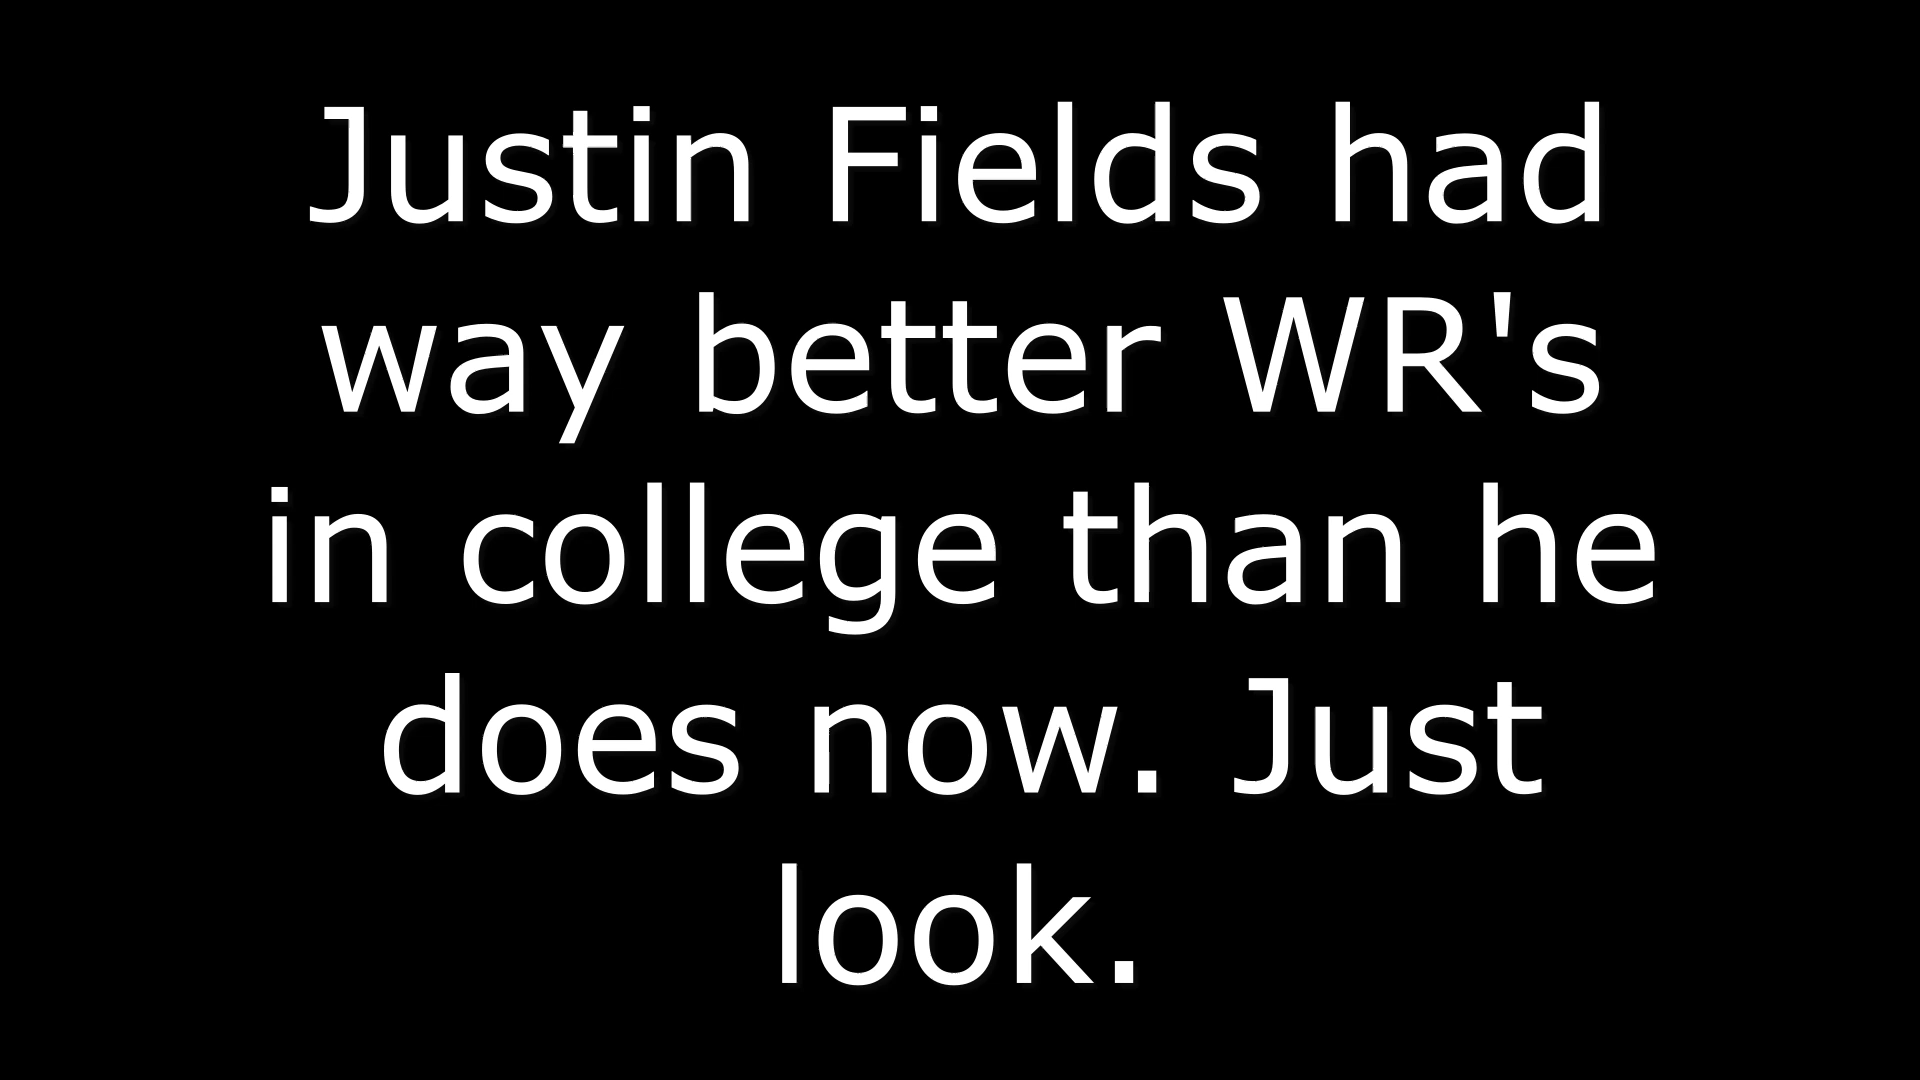 Justin Fields had
way better WR's
in college than he
does now. Just
look.